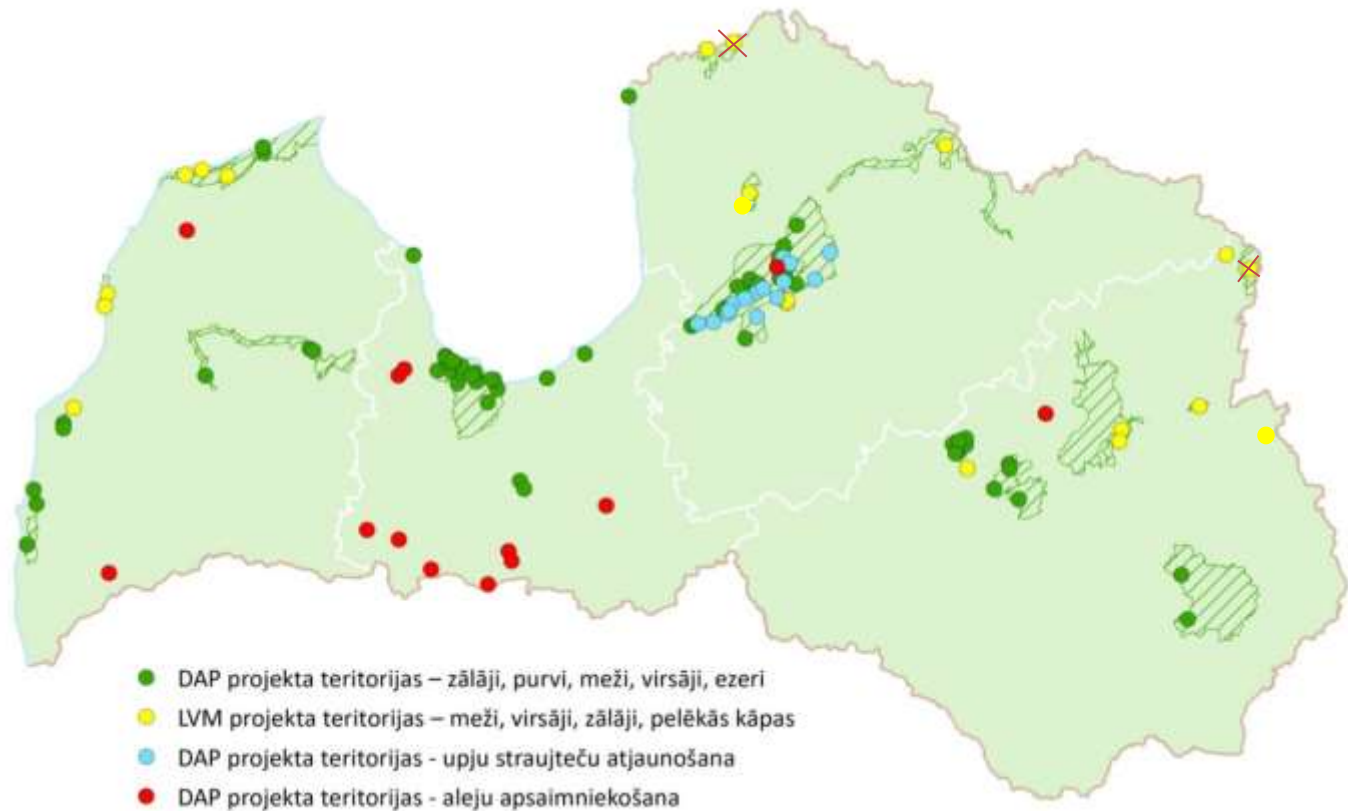 DAP projekta teritorijas – zālāji, purvi, meži, virsāji, ezeri
LVM projekta teritorijas – meži, virsāji, zālāji, pelēkās kāpas
DAP projekta teritorijas - upju straujteču atjaunošana
DAP projekta teritorijas - aleju apsaimniekošana